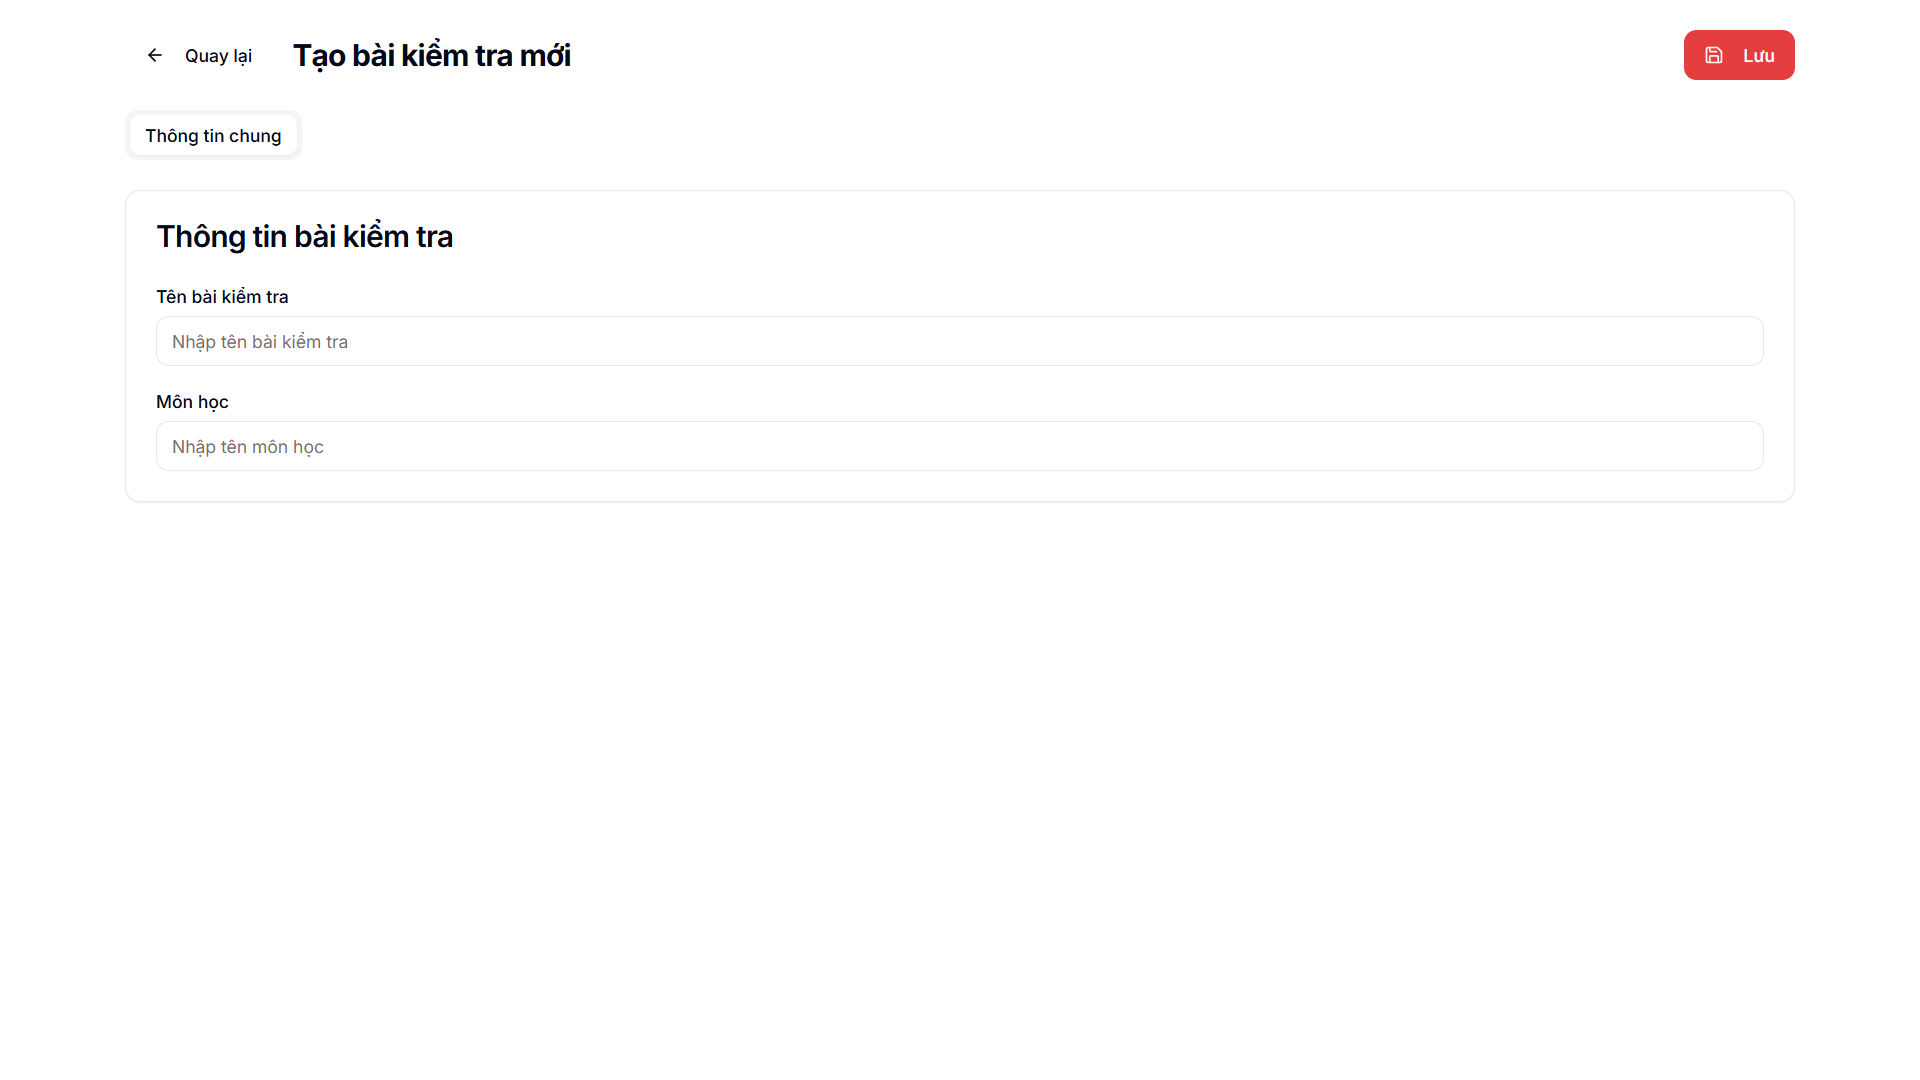 Quay lại
Tạo bài kiểm tra mới
Lưu
Thông tin chung
Thông tin bài kiểm tra
Tên bài kiểm tra
Nhập tên bài kiểm tra
Môn học
Nhập tên môn học